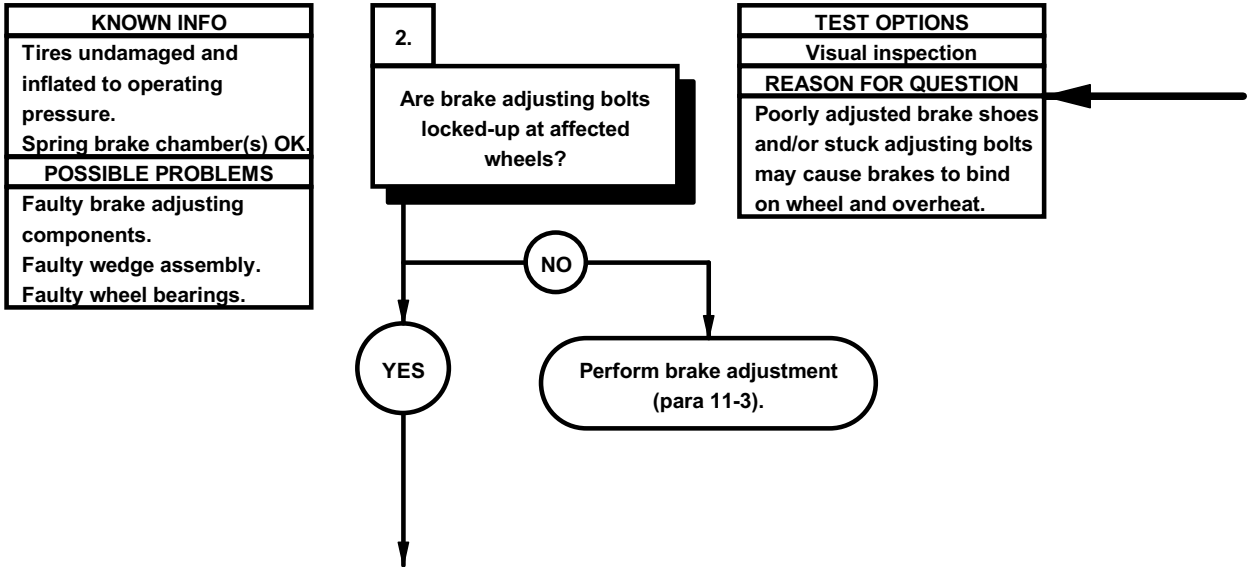 KNOWN INFO
Tires undamaged and
inflated to operating
pressure.
Spring brake chamber(s) OK.
POSSIBLE PROBLEMS
Faulty brake adjusting
components.
Faulty wedge assembly.
Faulty wheel bearings.
2.
Are brake adjusting bolts
locked-up at affected
wheels?
TEST OPTIONS
Visual inspection
REASON FOR QUESTION
Poorly adjusted brake shoes
and/or stuck adjusting bolts
may cause brakes to bind
on wheel and overheat.
NO
YES
Perform brake adjustment
(para 11-3).